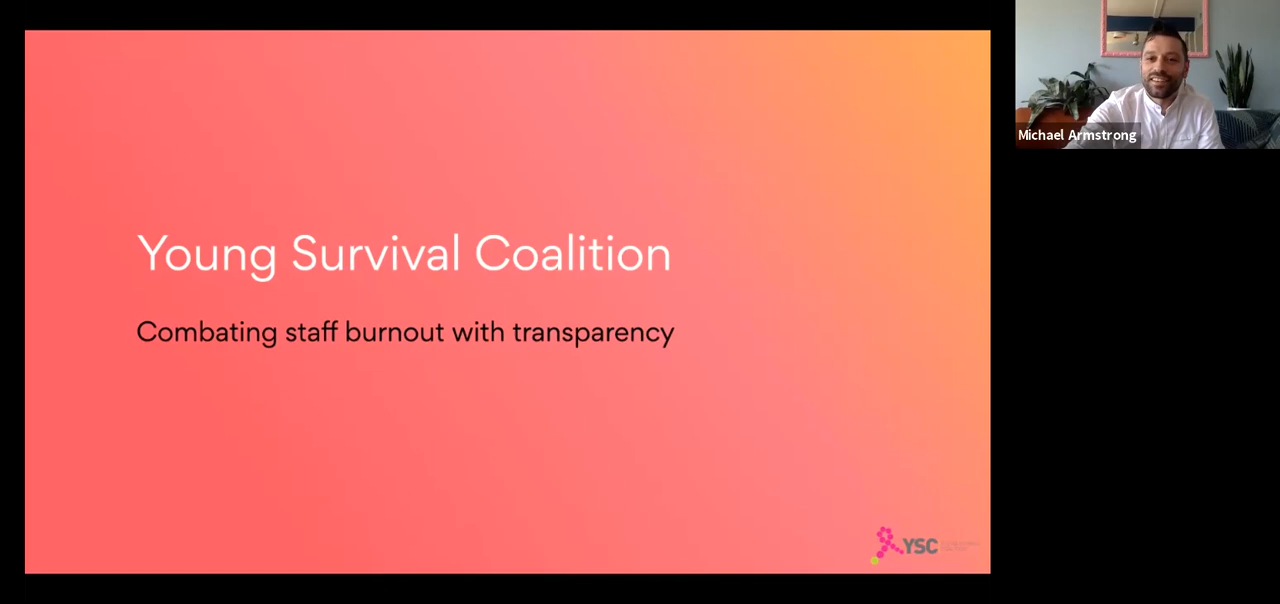 Young Survival Coalition
Combating staff burnout with transparency
YSC
Michael Armstrong